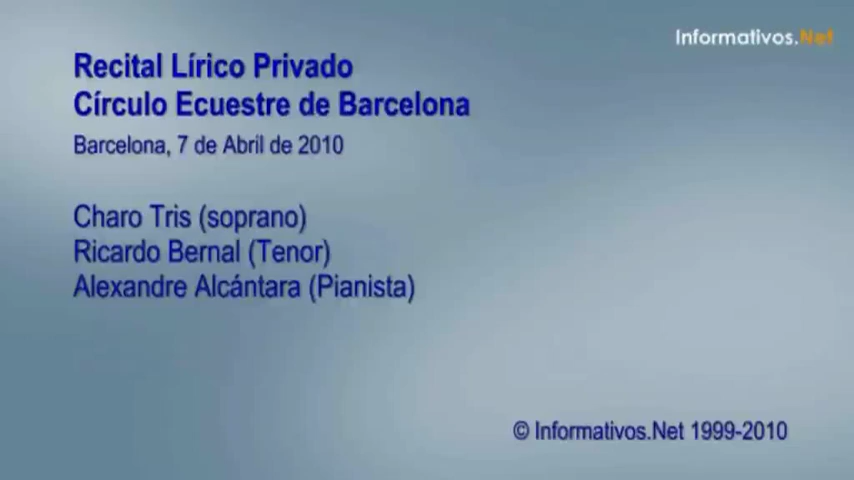 Informativos.Net
Recital Lírico Privado
Círculo Ecuestre de Barcelona
Barcelona, 7 de Abril de 2010
Charo Tris (soprano)
Ricardo Bernal (Tenor)
Alexandre Alcántara (Pianista)
© Informativos.Net 1999-2010